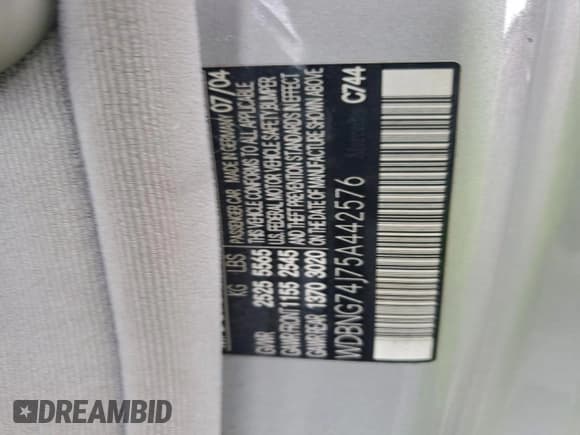 PASSENGER CAR MADE IN GERMANY 07/04
KG LBS
THIS VEHICLE CONFORMS TO ALL APPLICABLE
GVWR 2525 5565 U.S. FEDERAL MOTOR VEHICLE SAFETY BUMPER
GAWR FRONT 1155 2545 AND THEFT PREVENTION STANDARDS IN EFFECT
GAWR REAR 1370 3020 ON THE DATE OF MANUFACTURE SHOWN ABOVE
WDBNG74J75A442576 C744
DREAMBID